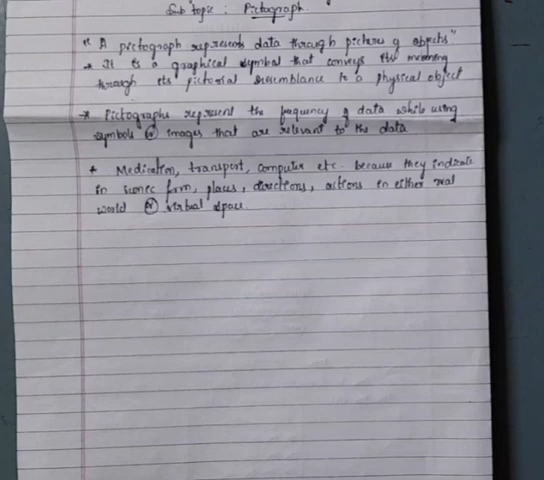 Sub topic : Pictograph.
" A pictograph represents data through picture of objects."
* It is a graphical symbol that conveys the meaning
through its pictorial resemblance to a physical object
* Pictographs represent the frequency of data while using
symbols or images that are relevant to the data
* Medication, transport, computer etc. because they indicate
in iconic form, places, directions, actions in either real
world or virtual space.